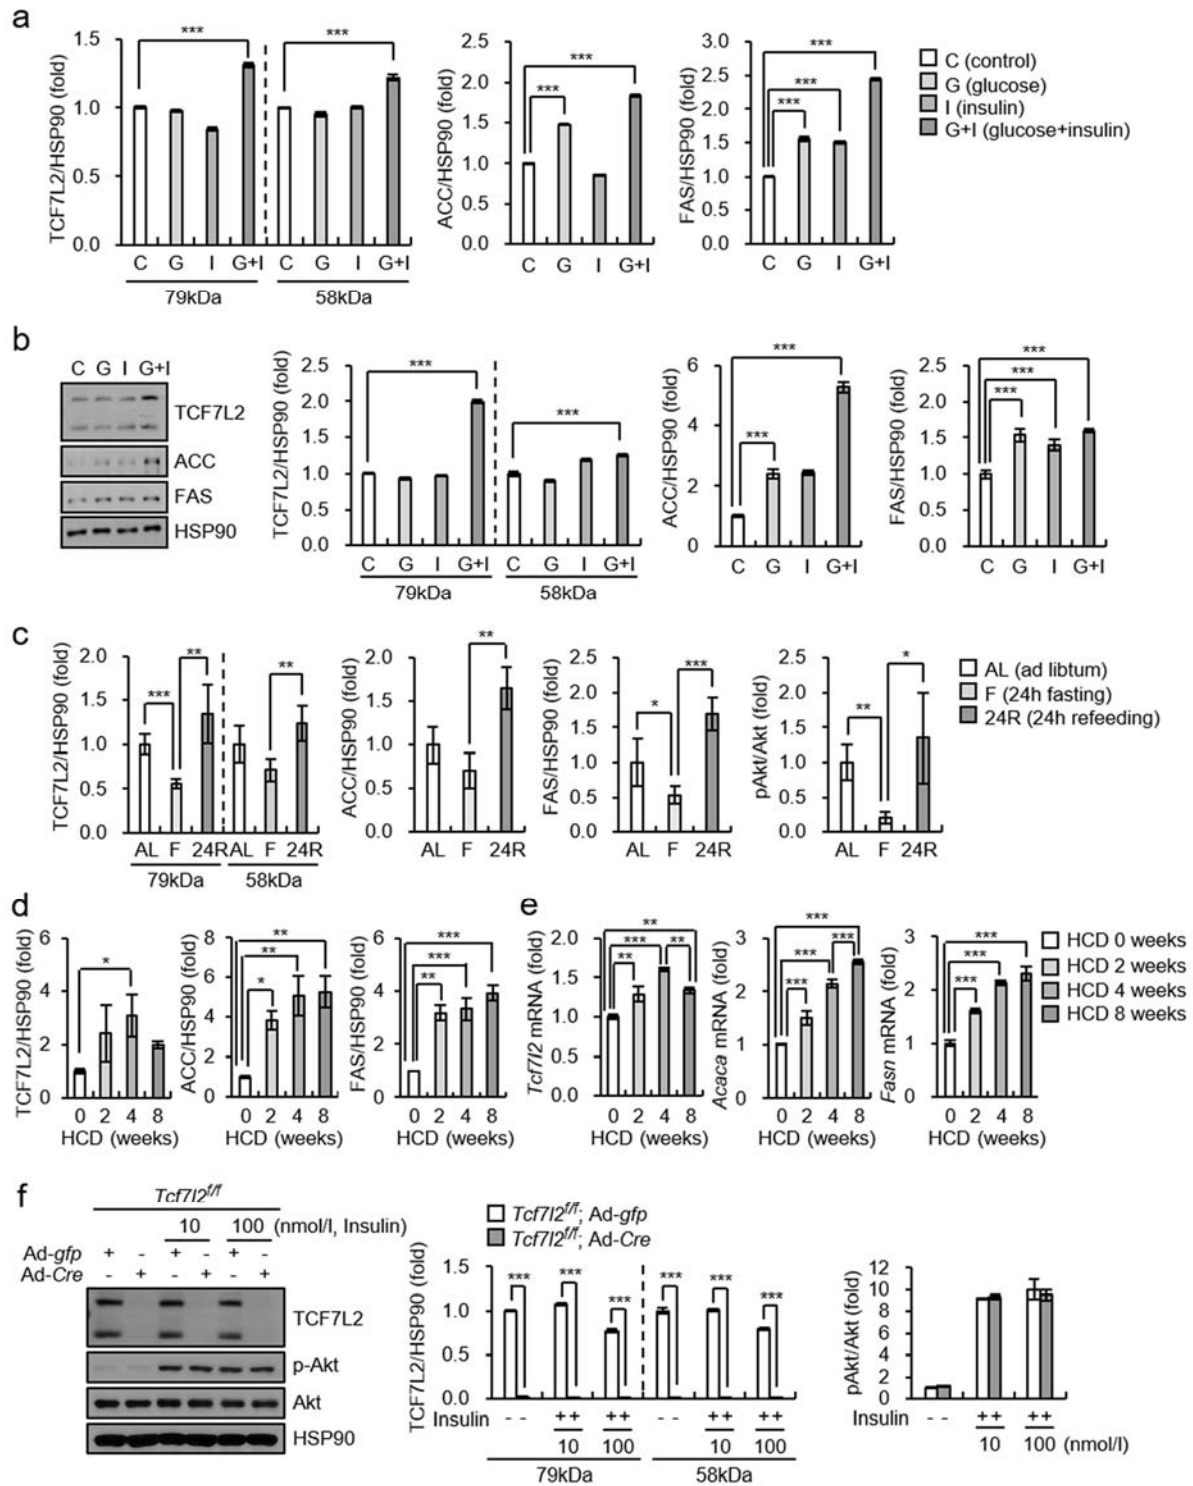 a
TCF7L2/HSP90 (fold)
1.5
1.0
0.5
0.0
***
***
C G I G+I C G I G+I
79kDa 58kDa
ACC/HSP90 (fold)
2.5
2.0
1.5
1.0
0.5
0.0
***
***
C G I G+I
FAS/HSP90 (fold)
3.0
2.5
2.0
1.5
1.0
0.5
0.0
***
***
***
C G I G+I
C (control)
G (glucose)
I (insulin)
G+I (glucose+insulin)
b
C G I G+I
TCF7L2
ACC
FAS
HSP90
TCF7L2/HSP90 (fold)
2.5
2.0
1.5
1.0
0.5
0.0
***
***
C G I G+I C G I G+I
79kDa 58kDa
ACC/HSP90 (fold)
6
4
2
0
***
***
C G I G+I
FAS/HSP90 (fold)
2.5
2.0
1.5
1.0
0.5
0.0
***
***
***
C G I G+I
c
TCF7L2/HSP90 (fold)
2.0
1.5
1.0
0.5
0.0
***
**
**
AL F 24R AL F 24R
79kDa 58kDa
ACC/HSP90 (fold)
2.0
1.5
1.0
0.5
0.0
**
AL F 24R
FAS/HSP90 (fold)
2.5
2.0
1.5
1.0
0.5
0.0
*
***
AL F 24R
pAkt/Akt (fold)
2.5
2.0
1.5
1.0
0.5
0.0
**
*
AL F 24R
AL (ad libtum)
F (24h fasting)
24R (24h refeeding)
d
TCF7L2/HSP90 (fold)
6
4
2
0
*
0 2 4 8
HCD (weeks)
ACC/HSP90 (fold)
8
6
4
2
0
**
**
*
0 2 4 8
HCD (weeks)
FAS/HSP90 (fold)
6
4
2
0
***
***
**
0 2 4 8
HCD (weeks)
e
Tcf7l2 mRNA (fold)
2.0
1.5
1.0
0.5
0.0
**
*** **
**
0 2 4 8
HCD (weeks)
Acaca mRNA (fold)
3
2
1
0
***
*** ***
***
0 2 4 8
HCD (weeks)
Fasn mRNA (fold)
3
2
1
0
***
***
***
0 2 4 8
HCD (weeks)
HCD 0 weeks
HCD 2 weeks
HCD 4 weeks
HCD 8 weeks
f
Tcf7l2f/f
10 100 (nmol/l, Insulin)
Ad-gfp + - + - + -
Ad-Cre - + - + - +
TCF7L2
p-Akt
Akt
HSP90
Tcf7l2f/f; Ad-gfp
Tcf7l2f/f; Ad-Cre
TCF7L2/HSP90 (fold)
1.5
1.0
0.5
0.0
*** *** *** *** *** ***
Insulin - - + + + + - - + + + +
10 100 10 100
79kDa 58kDa
pAkt/Akt (fold)
12
10
8
6
4
2
0
Insulin - - + + + +
10 100 (nmol/l)